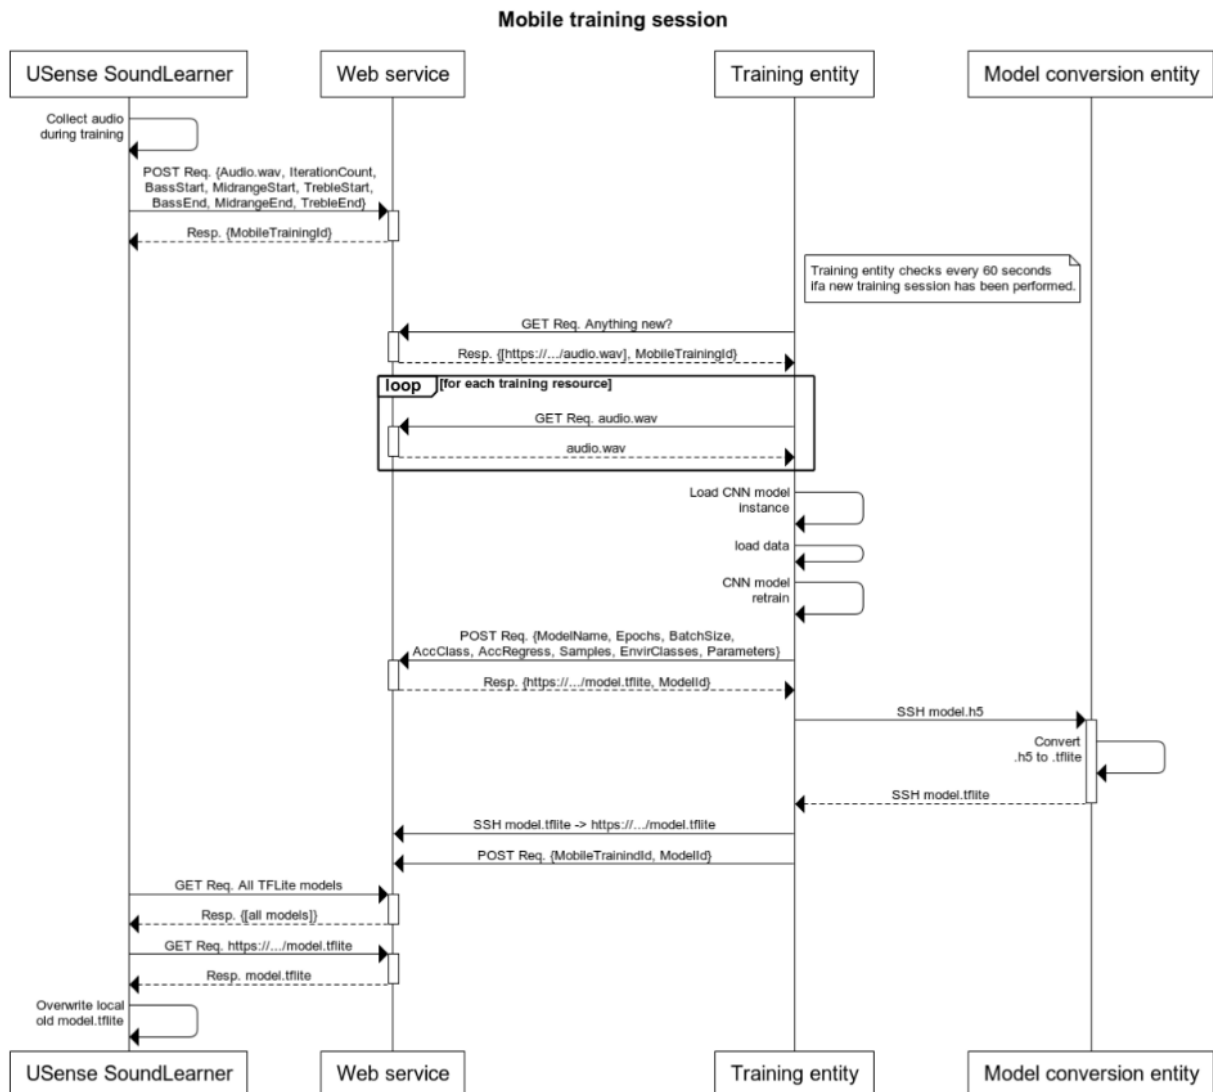 Mobile training session
USense SoundLearner
Web service
Training entity
Model conversion entity
Collect audio
during training
POST Req. {Audio.wav, IterationCount,
BassStart, MidrangeStart, TrebleStart,
BassEnd, MidrangeEnd, TrebleEnd}
Resp. {MobileTrainingId}
Training entity checks every 60 seconds
ifa new training session has been performed.
GET Req. Anything new?
Resp. {[https://.../audio.wav], MobileTrainingId}
loop [for each training resource]
GET Req. audio.wav
audio.wav
Load CNN model
instance
load data
CNN model
retrain
POST Req. {ModelName, Epochs, BatchSize,
AccClass, AccRegress, Samples, EnvirClasses, Parameters}
Resp. {https://.../model.tflite, ModelId}
SSH model.h5
Convert
.h5 to .tflite
SSH model.tflite
SSH model.tflite -> https://.../model.tflite
POST Req. {MobileTrainindId, ModelId}
GET Req. All TFLite models
Resp. {[all models]}
GET Req. https://.../model.tflite
Resp. model.tflite
Overwrite local
old model.tflite
USense SoundLearner
Web service
Training entity
Model conversion entity